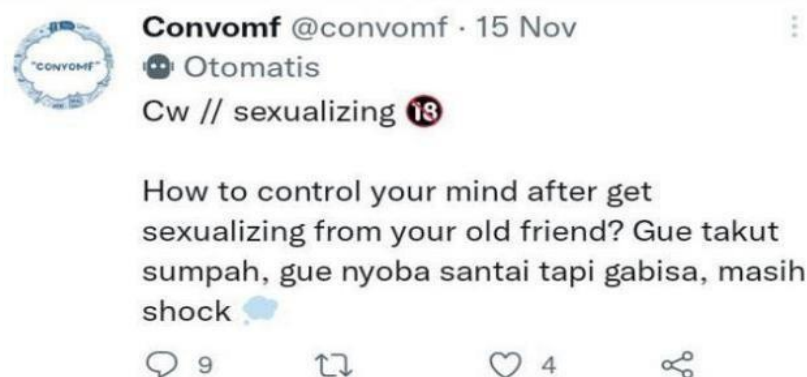 Convomf @convomf · 15 Nov
"CONVOMF"
Otomatis
Cw // sexualizing 🔞
How to control your mind after get
sexualizing from your old friend? Gue takut
sumpah, gue nyoba santai tapi gabisa, masih
shock 💭
9 4